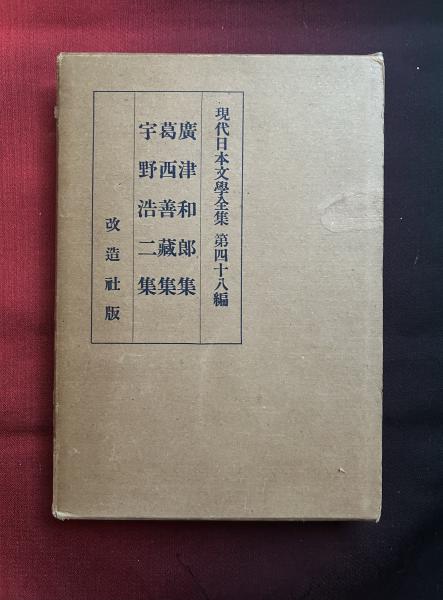 現代日本文學全集 第四十八編
廣津和郎集
葛西善藏集
宇野浩二集
改造社版